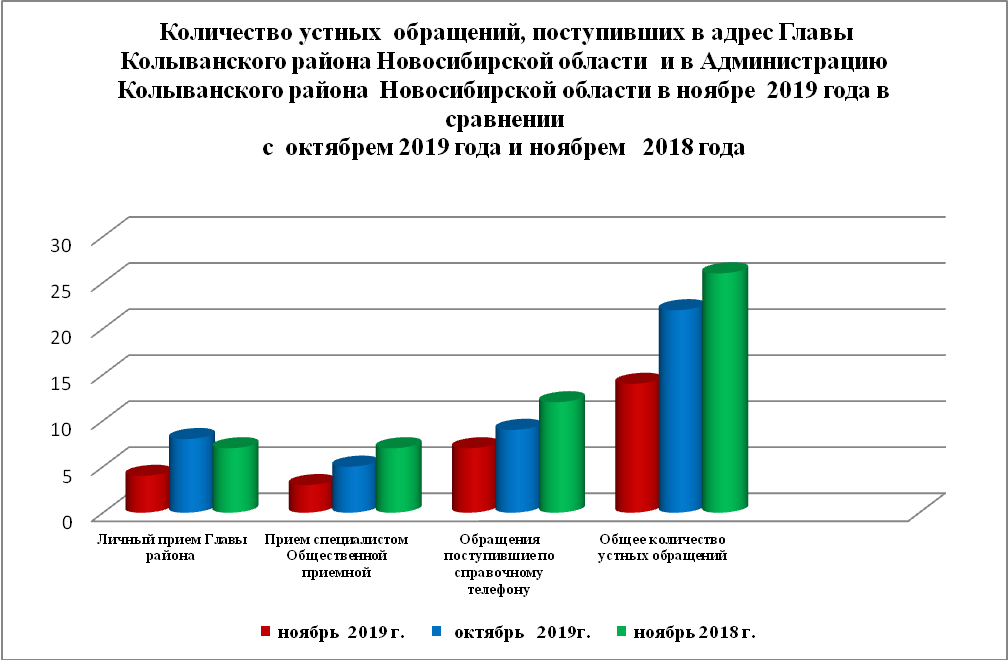 Количество устных обращений, поступивших в адрес Главы
Колыванского района Новосибирской области и в Администрацию
Колыванского района Новосибирской области в ноябре 2019 года в
сравнении
с октябрем 2019 года и ноябрем 2018 года
30
25
20
15
10
5
0
Личный прием Главы
района
Прием специалистом
Общественной
приемной
Обращения
поступившие по
справочному
телефону
Общее количество
устных обращений
ноябрь 2019 г.
октябрь 2019г.
ноябрь 2018 г.